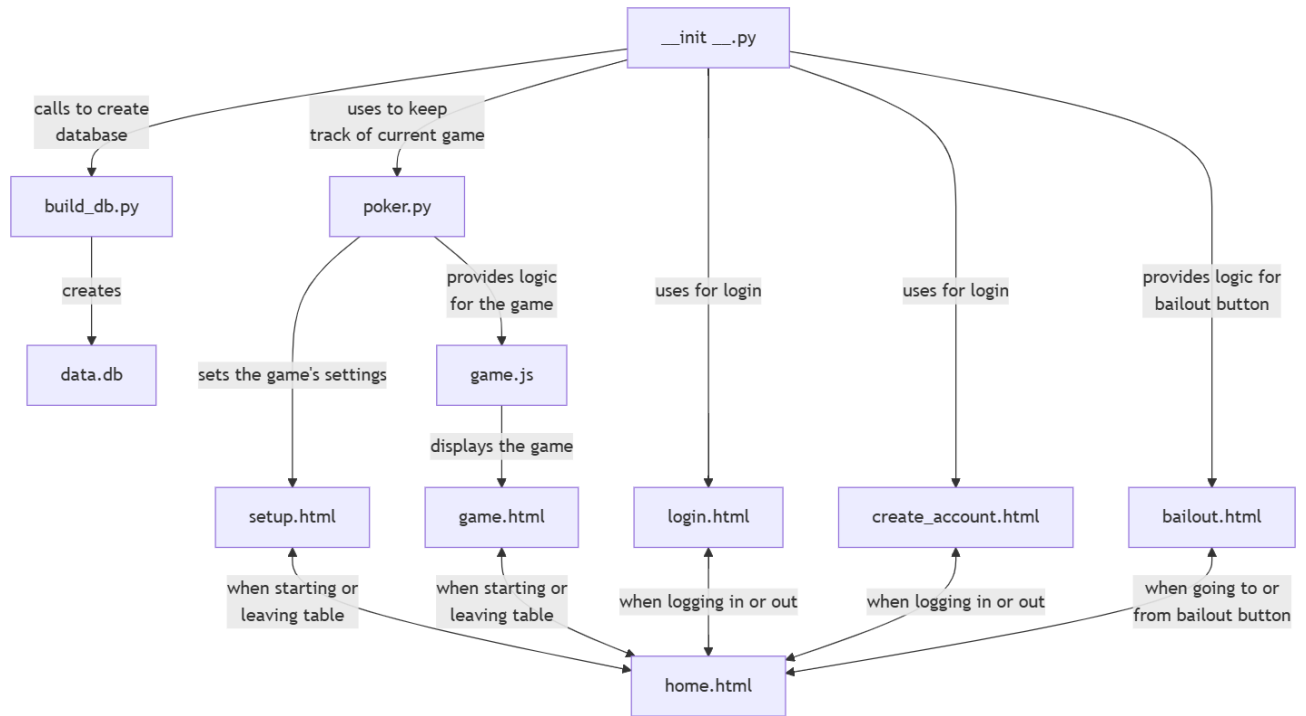 __init __.py
calls to create
database
uses to keep
track of current game
build_db.py
poker.py
creates
provides logic
for the game
uses for login
uses for login
provides logic for
bailout button
data.db
sets the game's settings
game.js
displays the game
setup.html
game.html
login.html
create_account.html
bailout.html
when starting or
leaving table
when starting or
leaving table
when logging in or out
when logging in or out
when going to or
from bailout button
home.html